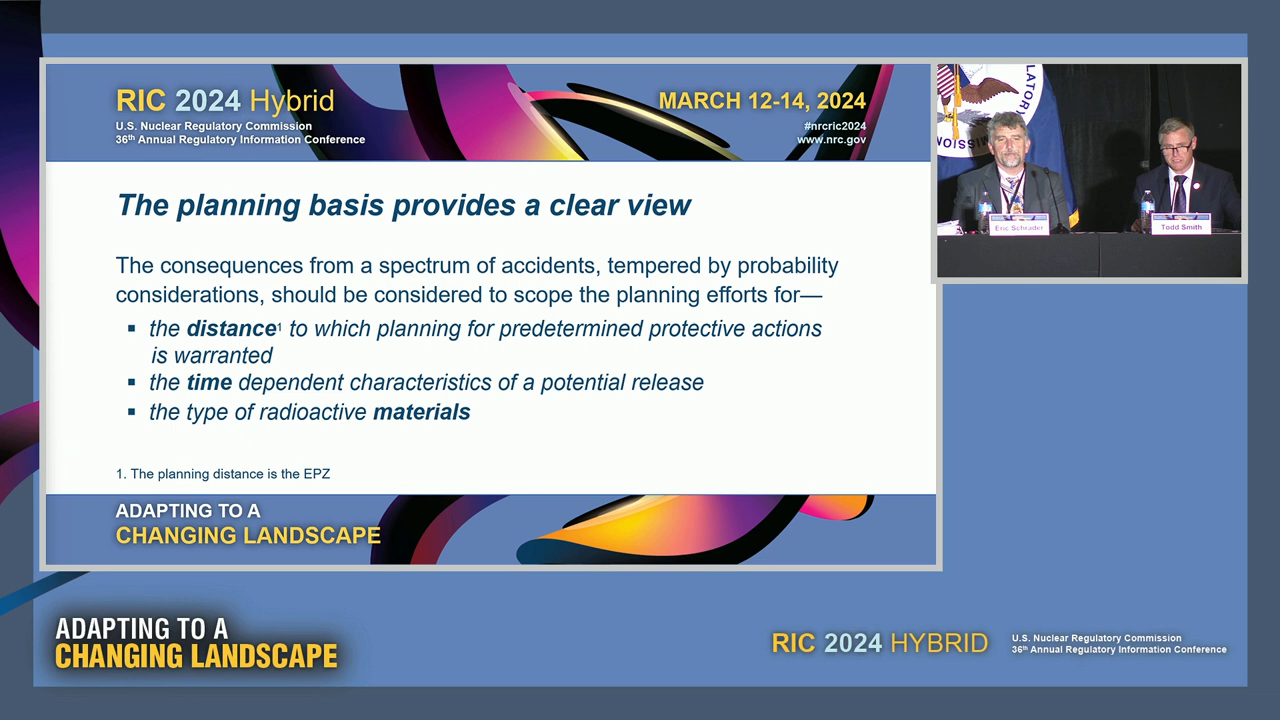 RIC 2024 Hybrid
U.S. Nuclear Regulatory Commission
36th Annual Regulatory Information Conference
MARCH 12-14, 2024
#nrcric2024
www.nrc.gov
The planning basis provides a clear view
The consequences from a spectrum of accidents, tempered by probability
considerations, should be considered to scope the planning efforts for—
▪ the distance¹ to which planning for predetermined protective actions
is warranted
▪ the time dependent characteristics of a potential release
▪ the type of radioactive materials
1. The planning distance is the EPZ
ADAPTING TO A
CHANGING LANDSCAPE
Eric Schrader
Todd Smith
ADAPTING TO A
CHANGING LANDSCAPE
RIC 2024 HYBRID
U.S. Nuclear Regulatory Commission
36th Annual Regulatory Information Conference